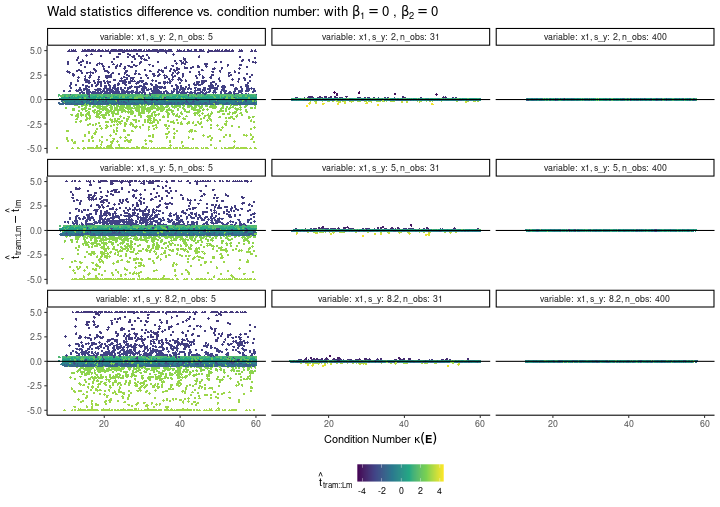 Wald statistics difference vs. condition number: with β₁ = 0 , β₂ = 0
variable: x1, s_y: 2, n_obs: 5
variable: x1, s_y: 2, n_obs: 31
variable: x1, s_y: 2, n_obs: 400
5.0
2.5
0.0
-2.5
-5.0
variable: x1, s_y: 5, n_obs: 5
variable: x1, s_y: 5, n_obs: 31
variable: x1, s_y: 5, n_obs: 400
5.0
2.5
0.0
-2.5
-5.0
t̂tram::Lm − t̂lm
variable: x1, s_y: 8.2, n_obs: 5
variable: x1, s_y: 8.2, n_obs: 31
variable: x1, s_y: 8.2, n_obs: 400
5.0
2.5
0.0
-2.5
-5.0
20 40 60
20 40 60
20 40 60
Condition Number κ(E)
t̂tram::Lm
-4 -2 0 2 4